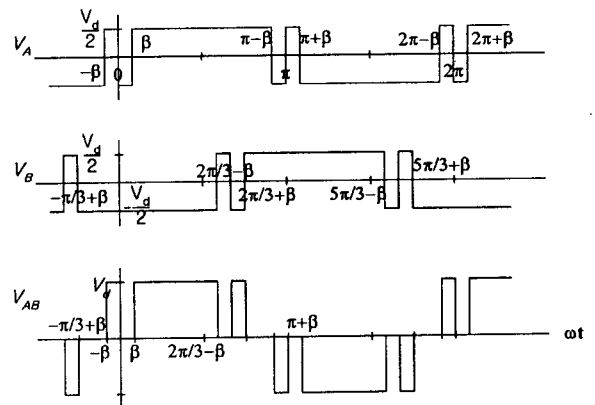 V_A V_d/2 β π−β π+β 2π−β 2π+β
−β 0 π 2π
V_B V_d/2 2π/3−β 5π/3+β
−π/3+β −V_d/2 2π/3+β 5π/3−β
V_AB V_d
−π/3+β π+β ωt
−β β 2π/3−β